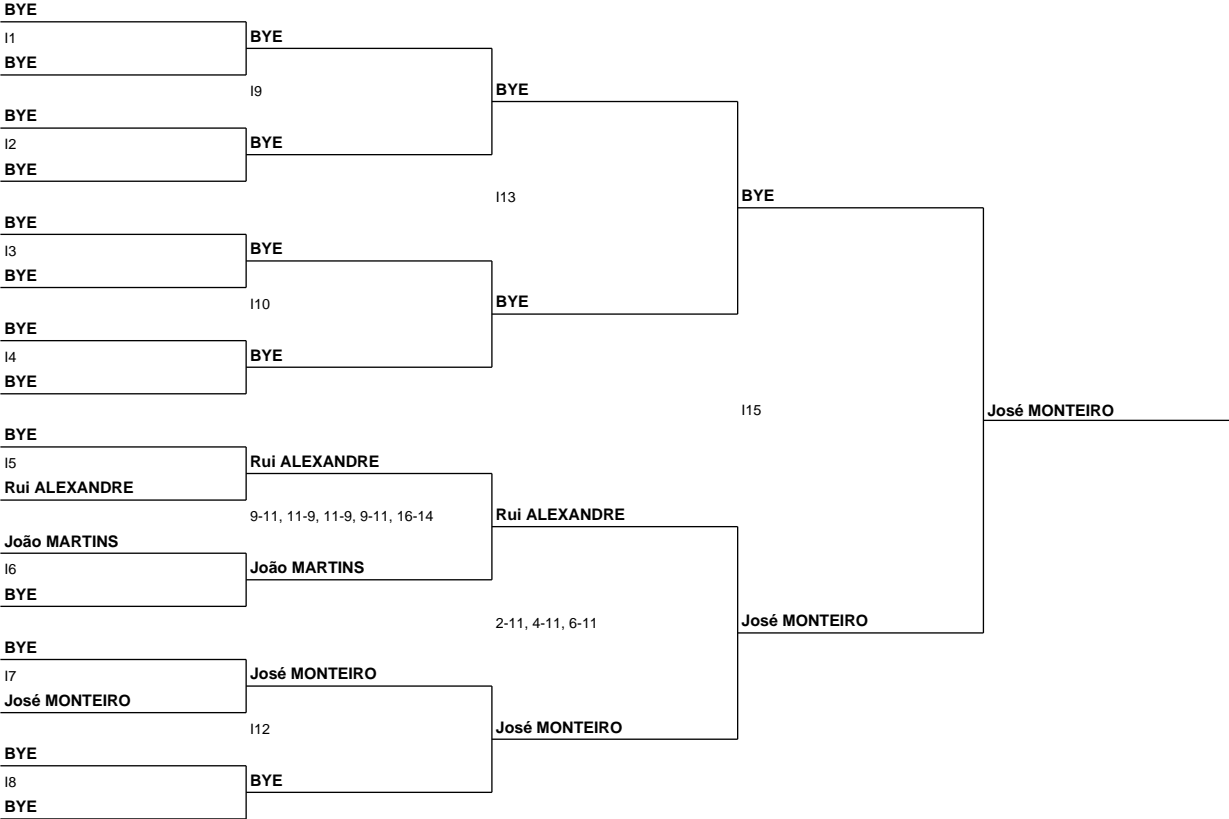 BYE
I1
BYE
BYE
I9
BYE
BYE
I2
BYE
BYE
I13
BYE
BYE
I3
BYE
BYE
I10
BYE
BYE
I4
BYE
BYE
I15
José MONTEIRO
BYE
I5
Rui ALEXANDRE
Rui ALEXANDRE
9-11, 11-9, 11-9, 9-11, 16-14
Rui ALEXANDRE
João MARTINS
I6
João MARTINS
BYE
2-11, 4-11, 6-11
José MONTEIRO
BYE
I7
José MONTEIRO
José MONTEIRO
I12
José MONTEIRO
BYE
I8
BYE
BYE